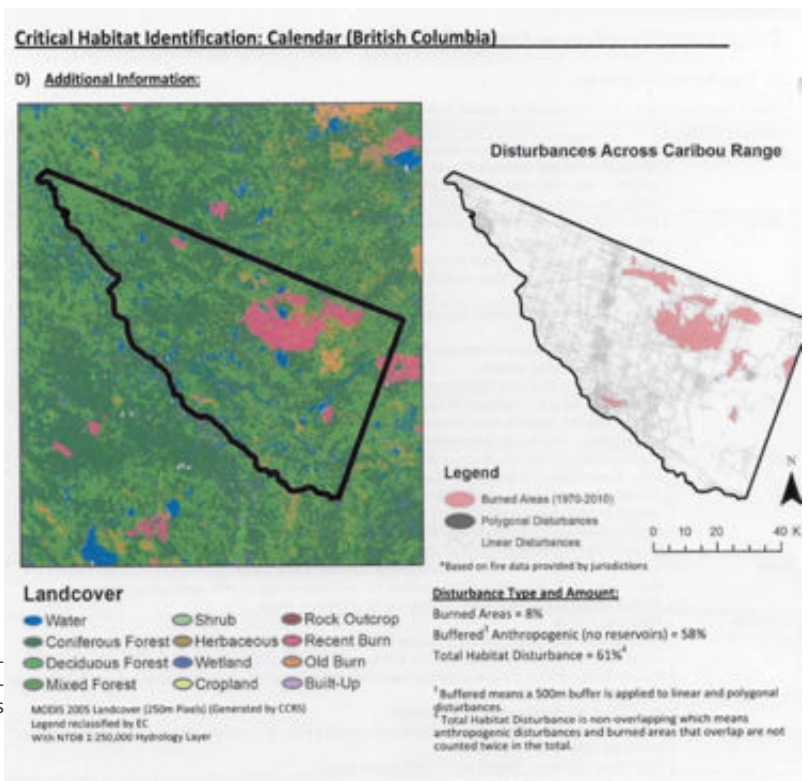 Critical Habitat Identification: Calendar (British Columbia)
D) Additional Information:
Disturbances Across Caribou Range
Legend
Burned Areas (1970-2010)
Polygonal Disturbances
Linear Disturbances
N
0 10 20 40 K
*Based on fire data provided by jurisdictions
Landcover
Water
Coniferous Forest
Deciduous Forest
Mixed Forest
Shrub
Herbaceous
Wetland
Cropland
Rock Outcrop
Recent Burn
Old Burn
Built-Up
MODIS 2005 Landcover (250m Pixels) (Generated by CCRS)
Legend reclassified by EC
With NTDB 1:250,000 Hydrology Layer
Disturbance Type and Amount:
Burned Areas = 8%
Buffered³ Anthropogenic (no reservoirs) = 58%
Total Habitat Disturbance = 61%⁴
³ Buffered means a 500m buffer is applied to linear and polygonal
disturbances.
⁴ Total Habitat Disturbance is non-overlapping which means
anthropogenic disturbances and burned areas that overlap are not
counted twice in the total.